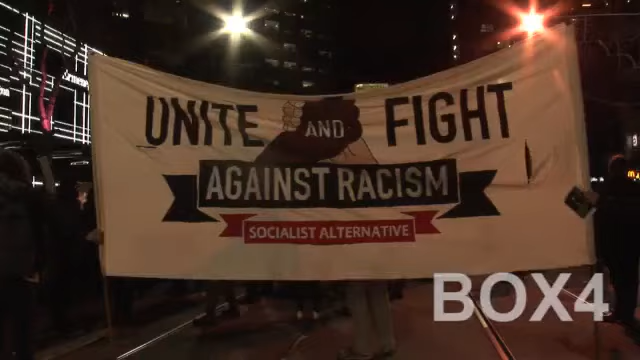 UNITE AND FIGHT
AGAINST RACISM
SOCIALIST ALTERNATIVE
BOX4